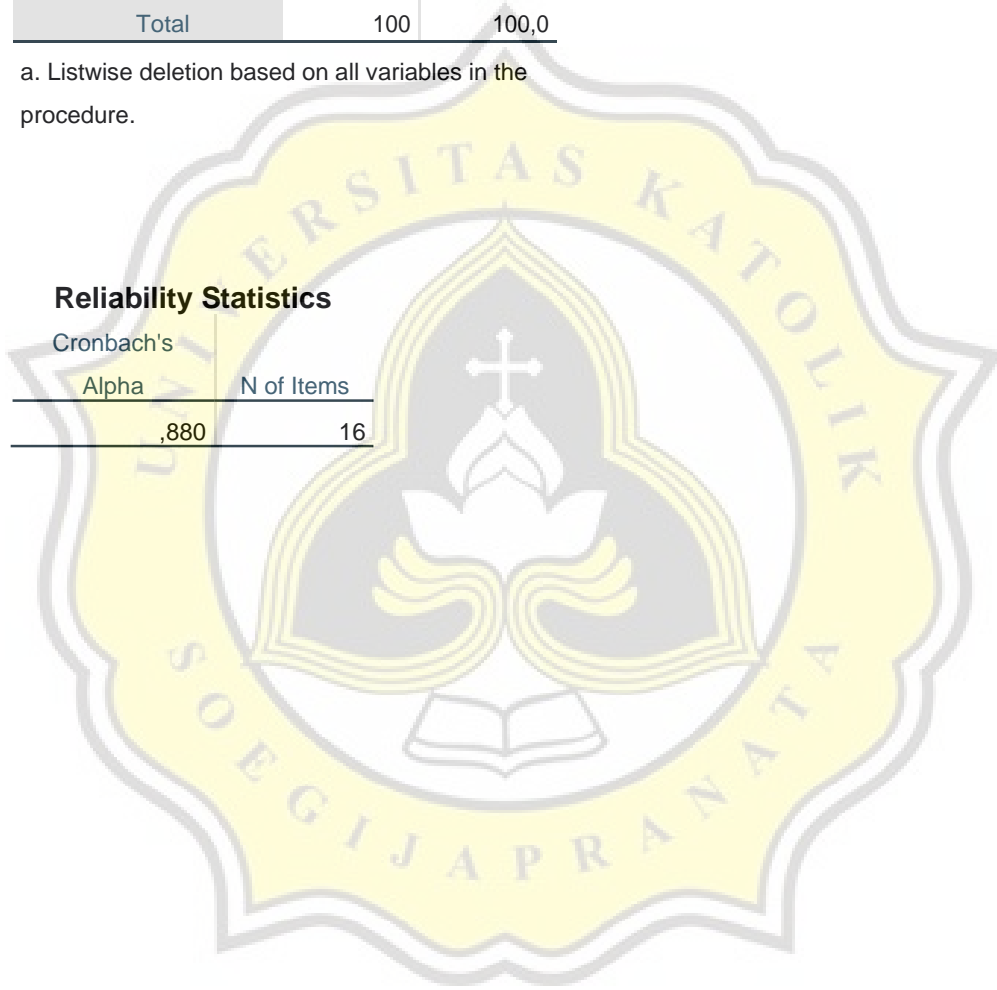 Total 100 100,0
a. Listwise deletion based on all variables in the
procedure.
UNIVERSITAS KATOLIK
Reliability Statistics
Cronbach's
Alpha N of Items
,880 16
SOEGIJAPRANATA